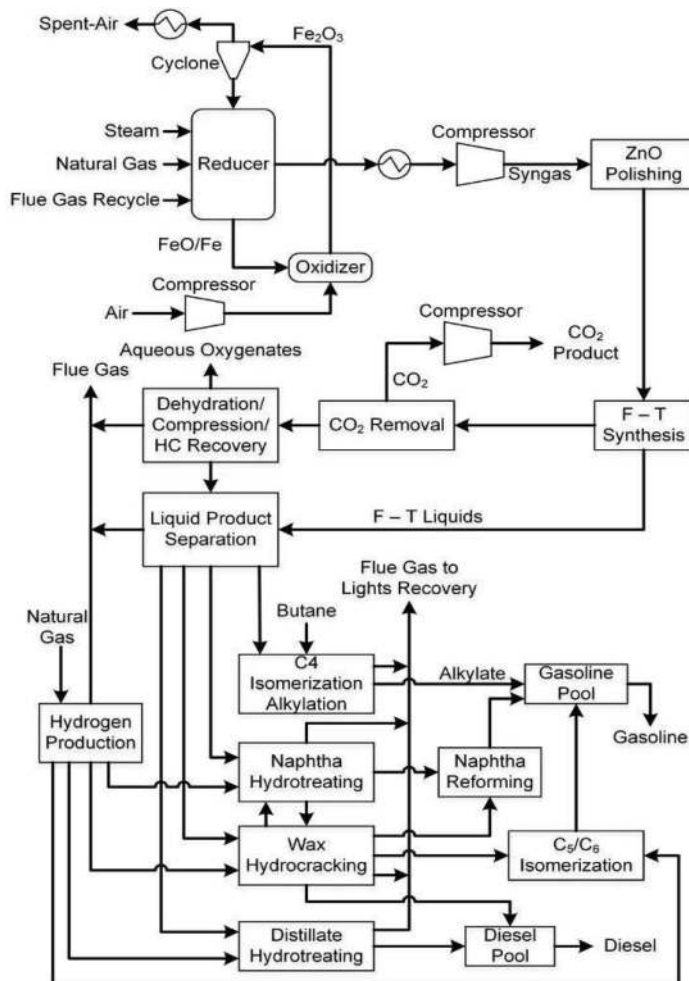 Spent-Air
Fe₂O₃
Cyclone
Steam
Natural Gas
Flue Gas Recycle
Reducer
Compressor
Syngas
ZnO
Polishing
FeO/Fe
Oxidizer
Compressor
Air
Compressor
CO₂
Product
CO₂
Aqueous Oxygenates
Flue Gas
Dehydration/
Compression/
HC Recovery
CO₂ Removal
F – T
Synthesis
Liquid Product
Separation
F – T Liquids
Flue Gas to
Lights Recovery
Natural
Gas
Butane
C4
Isomerization
Alkylation
Alkylate
Gasoline
Pool
Gasoline
Hydrogen
Production
Naphtha
Hydrotreating
Naphtha
Reforming
Wax
Hydrocracking
C₅/C₆
Isomerization
Distillate
Hydrotreating
Diesel
Pool
Diesel